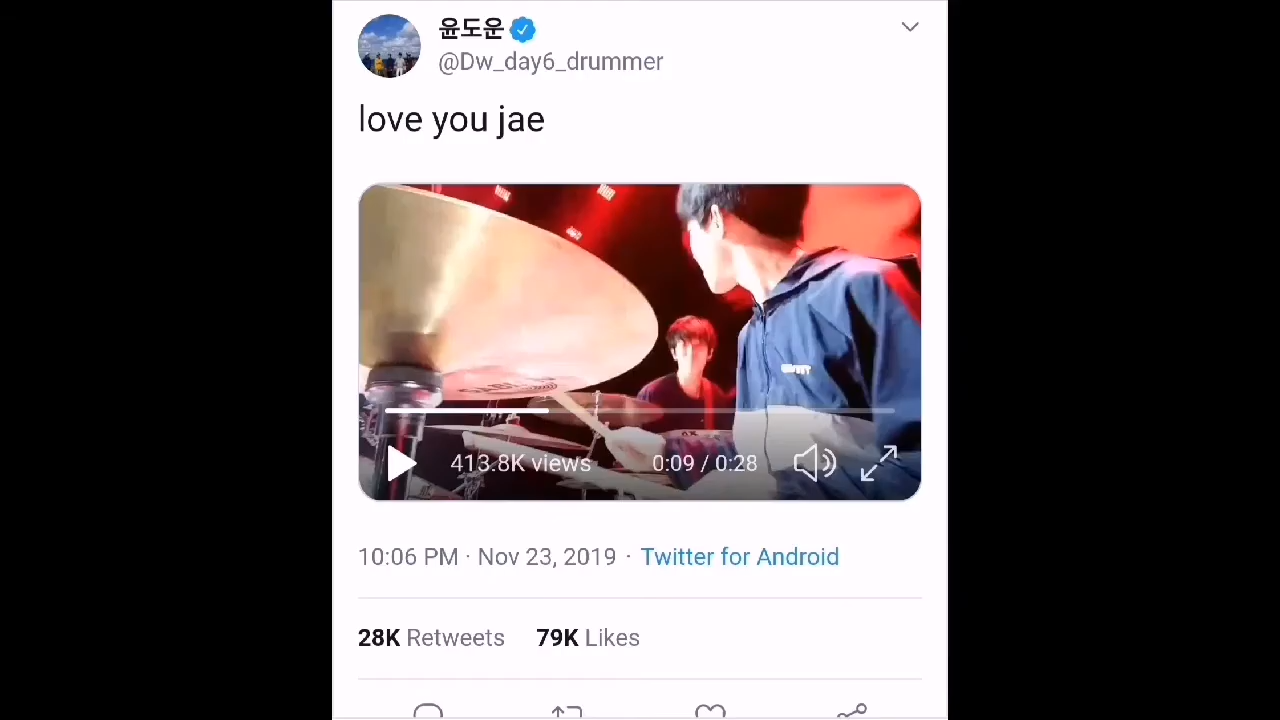 윤도운
@Dw_day6_drummer
love you jae
413.8K views
0:09 / 0:28
10:06 PM · Nov 23, 2019 · Twitter for Android
28K Retweets 79K Likes